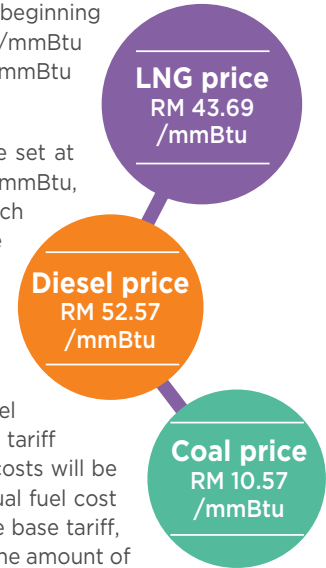 beginning
/mmBtu
mmBtu
LNG price
RM 43.69
/mmBtu
e set at
mmBtu,
ch
Diesel price
RM 52.57
/mmBtu
el
tariff
costs will be
ual fuel cost
e base tariff,
ne amount of
Coal price
RM 10.57
/mmBtu